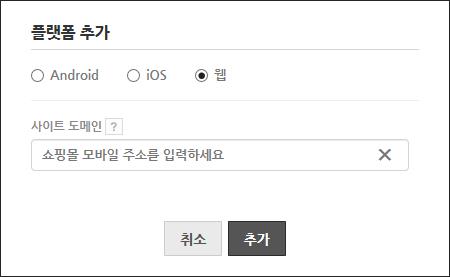 플랫폼 추가
Android iOS 웹
사이트 도메인 ?
쇼핑몰 모바일 주소를 입력하세요
취소 추가